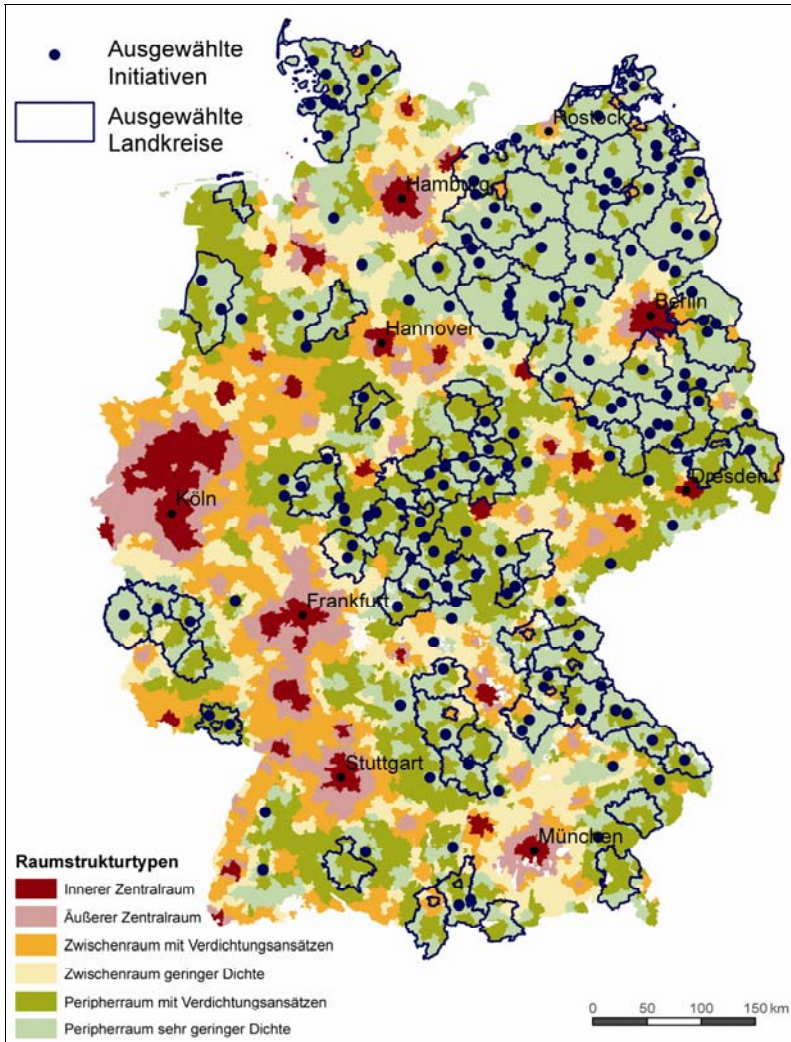 Ausgewählte
Initiativen
Ausgewählte
Landkreise
Rostock
Hamburg
Berlin
Hannover
Dresden
Köln
Frankfurt
Stuttgart
München
Raumstrukturtypen
Innerer Zentralraum
Äußerer Zentralraum
Zwischenraum mit Verdichtungsansätzen
Zwischenraum geringer Dichte
Peripherraum mit Verdichtungsansätzen
Peripherraum sehr geringer Dichte
0 50 100 150 km